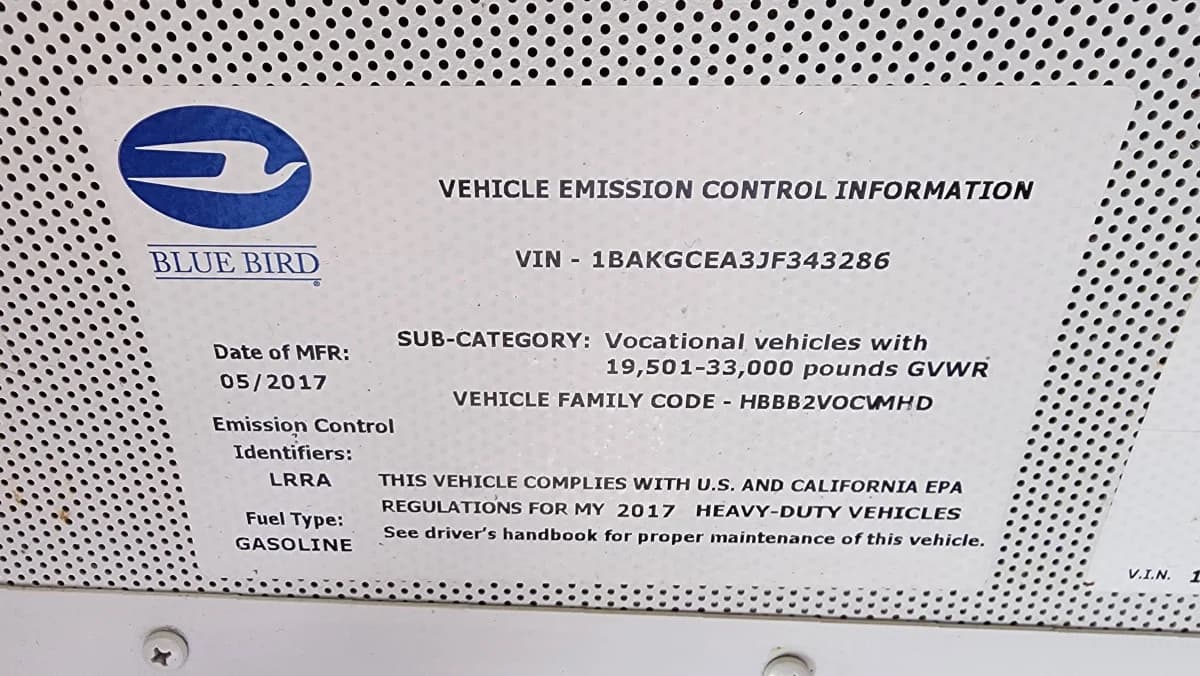 BLUE BIRD
®
VEHICLE EMISSION CONTROL INFORMATION
VIN - 1BAKGCEA3JF343286
Date of MFR:
05/2017
SUB-CATEGORY: Vocational vehicles with
19,501-33,000 pounds GVWR
VEHICLE FAMILY CODE - HBBB2VOCVMHD
Emission Control
Identifiers:
LRRA
Fuel Type:
GASOLINE
THIS VEHICLE COMPLIES WITH U.S. AND CALIFORNIA EPA
REGULATIONS FOR MY 2017 HEAVY-DUTY VEHICLES
See driver's handbook for proper maintenance of this vehicle.
V.I.N. 1